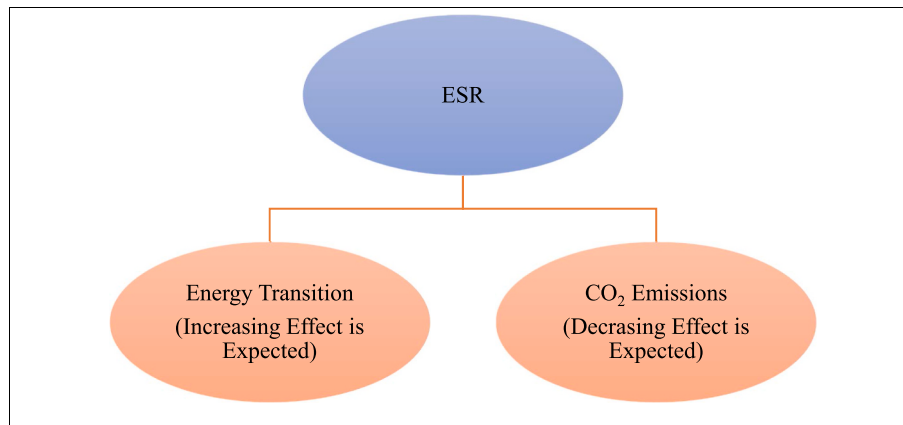 ESR
Energy Transition
(Increasing Effect is
Expected)
CO₂ Emissions
(Decrasing Effect is
Expected)